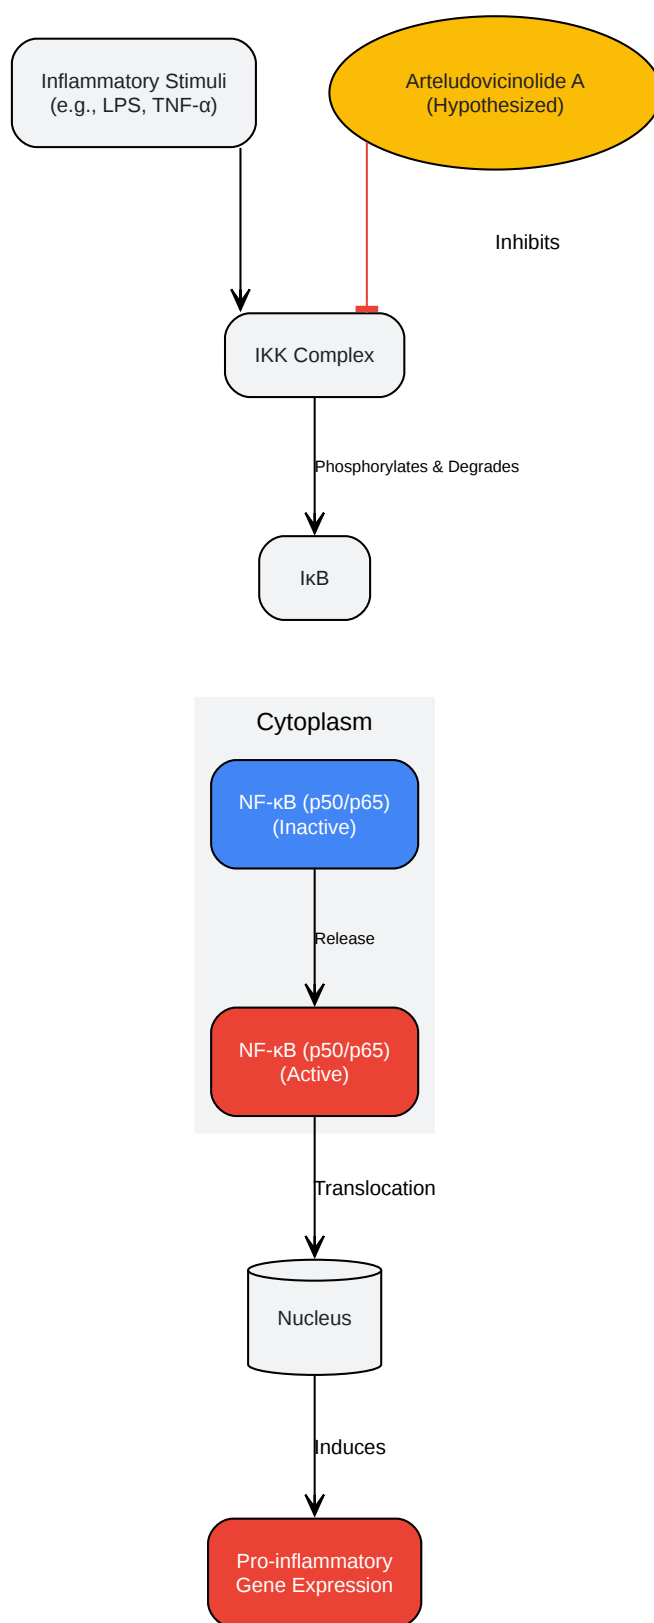 Inflammatory Stimuli
(e.g., LPS, TNF-α)
Arteludovicinolide A
(Hypothesized)
Inhibits
IKK Complex
Phosphorylates & Degrades
IκB
Cytoplasm
NF-κB (p50/p65)
(Inactive)
Release
NF-κB (p50/p65)
(Active)
Translocation
Nucleus
Induces
Pro-inflammatory
Gene Expression